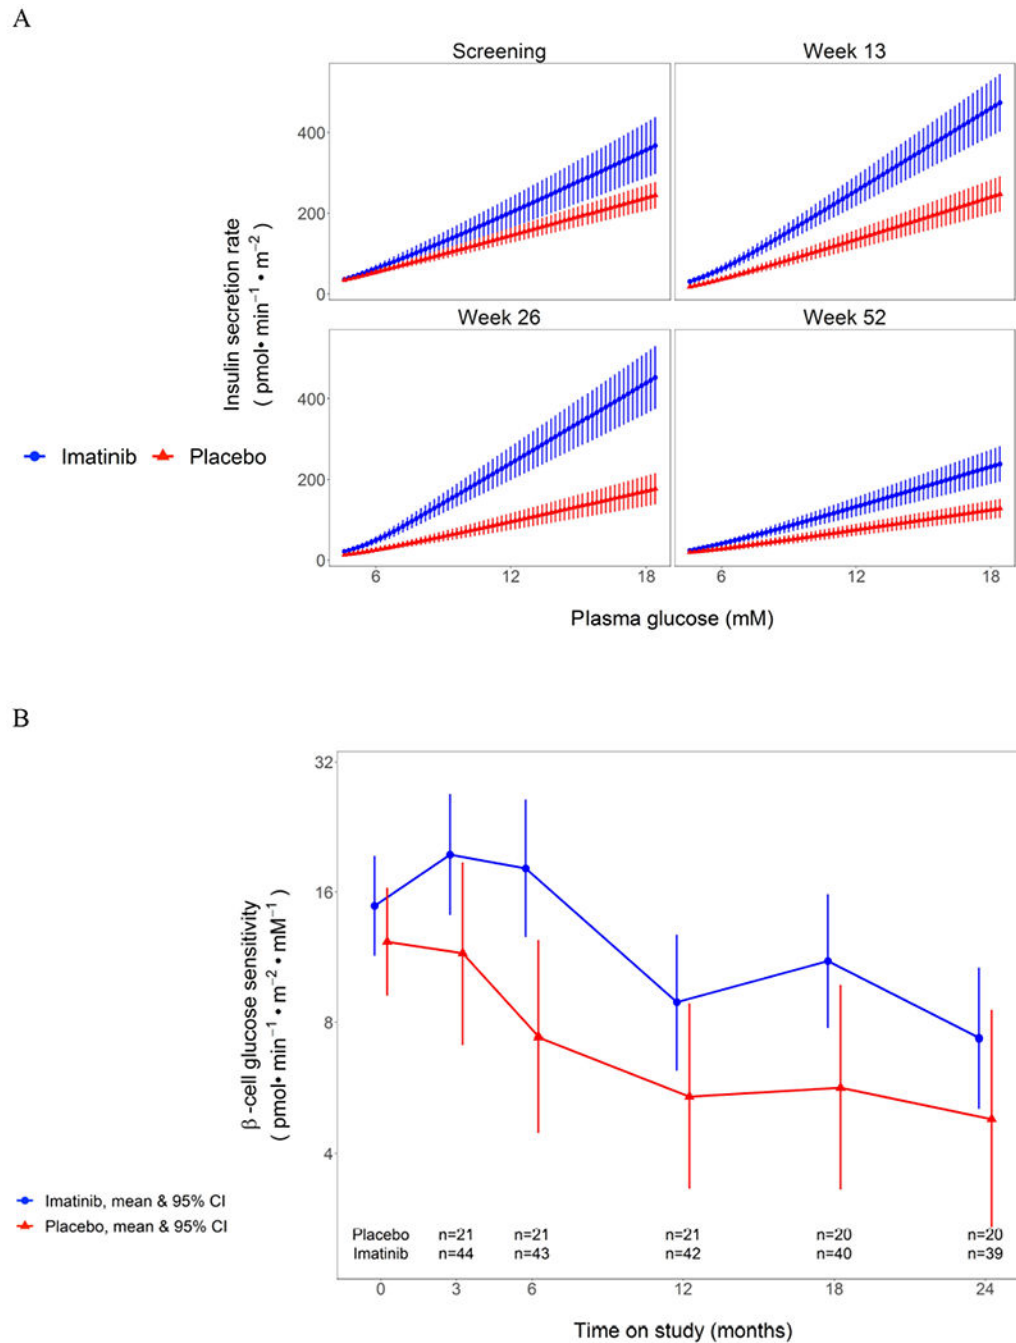 A
Screening
Week 13
400
200
0
Week 26
Week 52
400
200
0
Insulin secretion rate
( pmol• min⁻¹ • m⁻² )
Imatinib
Placebo
6
12
18
6
12
18
Plasma glucose (mM)
B
32
16
8
4
β -cell glucose sensitivity
( pmol• min⁻¹ • m⁻² • mM⁻¹ )
Imatinib, mean & 95% CI
Placebo, mean & 95% CI
Placebo n=21 n=21 n=21 n=20 n=20
Imatinib n=44 n=43 n=42 n=40 n=39
0 3 6 12 18 24
Time on study (months)